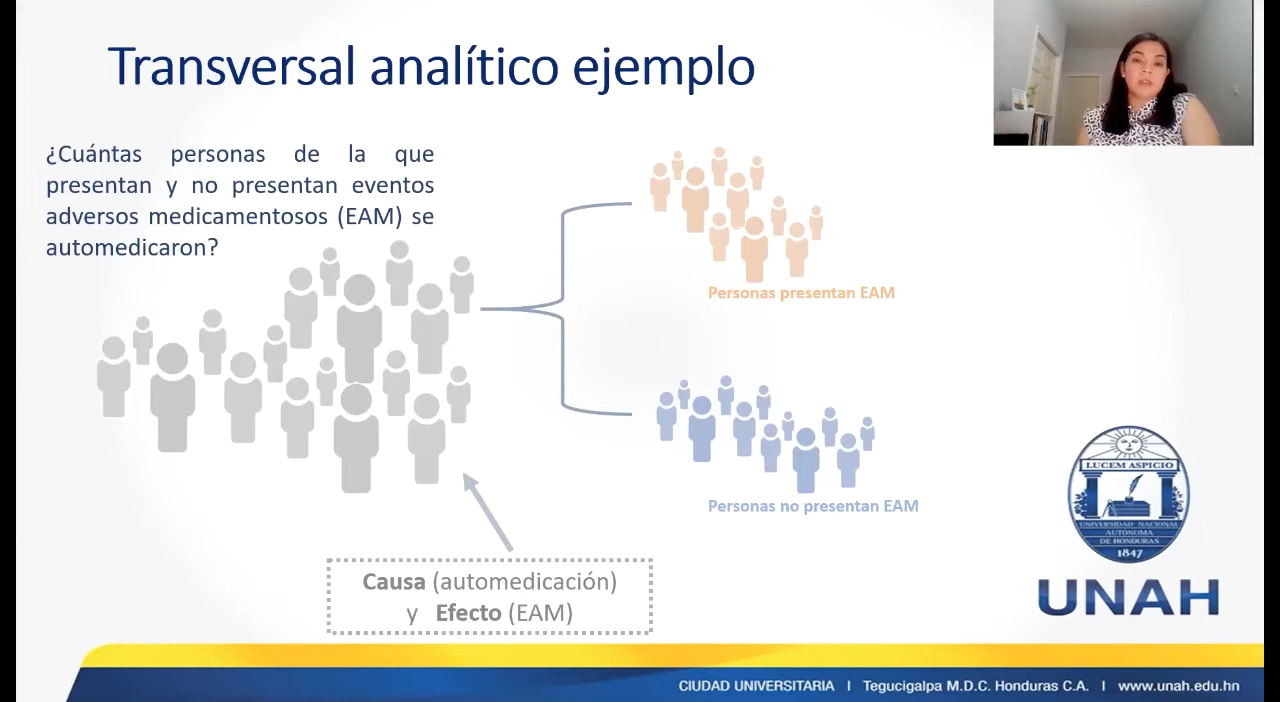 Transversal analítico ejemplo
¿Cuántas personas de la que
presentan y no presentan eventos
adversos medicamentosos (EAM) se
automedicaron?
Personas presentan EAM
Personas no presentan EAM
Causa (automedicación)
y Efecto (EAM)
LUCEM ASPICIO
UNIVERSIDAD NACIONAL
AUTÓNOMA
DE HONDURAS
1847
UNAH
CIUDAD UNIVERSITARIA I Tegucigalpa M.D.C. Honduras C.A. I www.unah.edu.hn